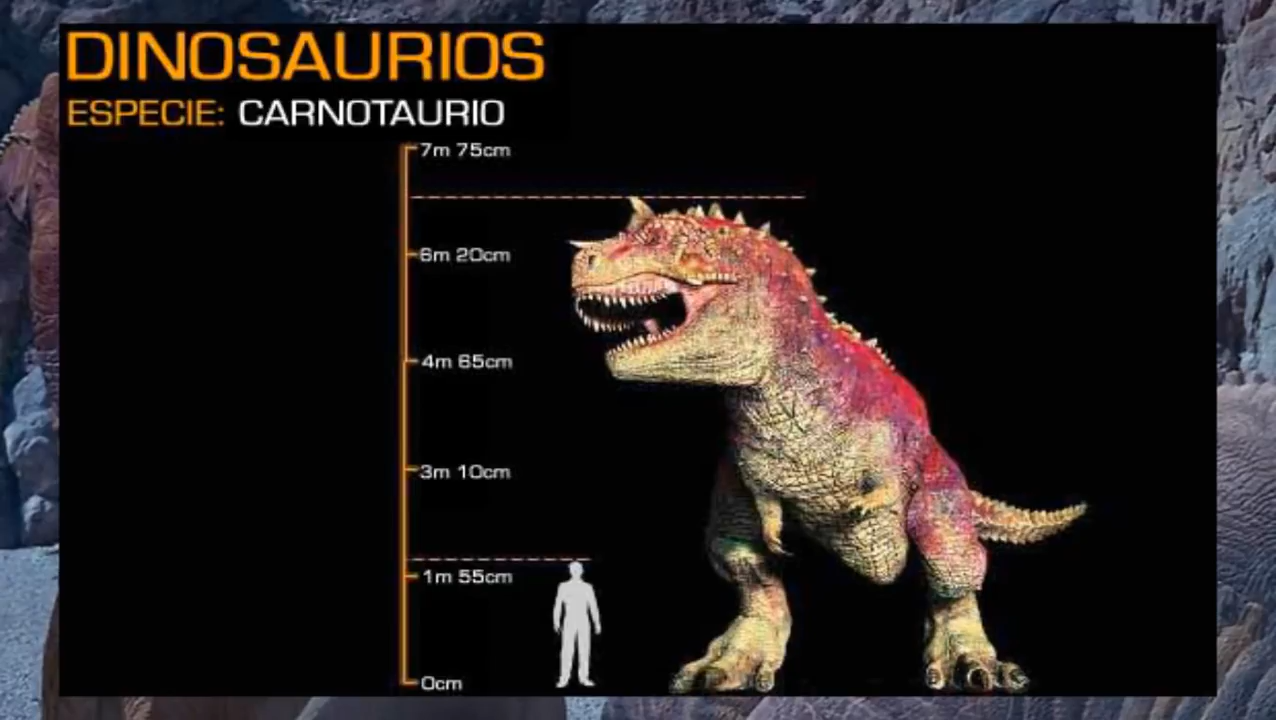 DINOSAURIOS
ESPECIE: CARNOTAURIO
7m 75cm
6m 20cm
4m 65cm
3m 10cm
1m 55cm
0cm